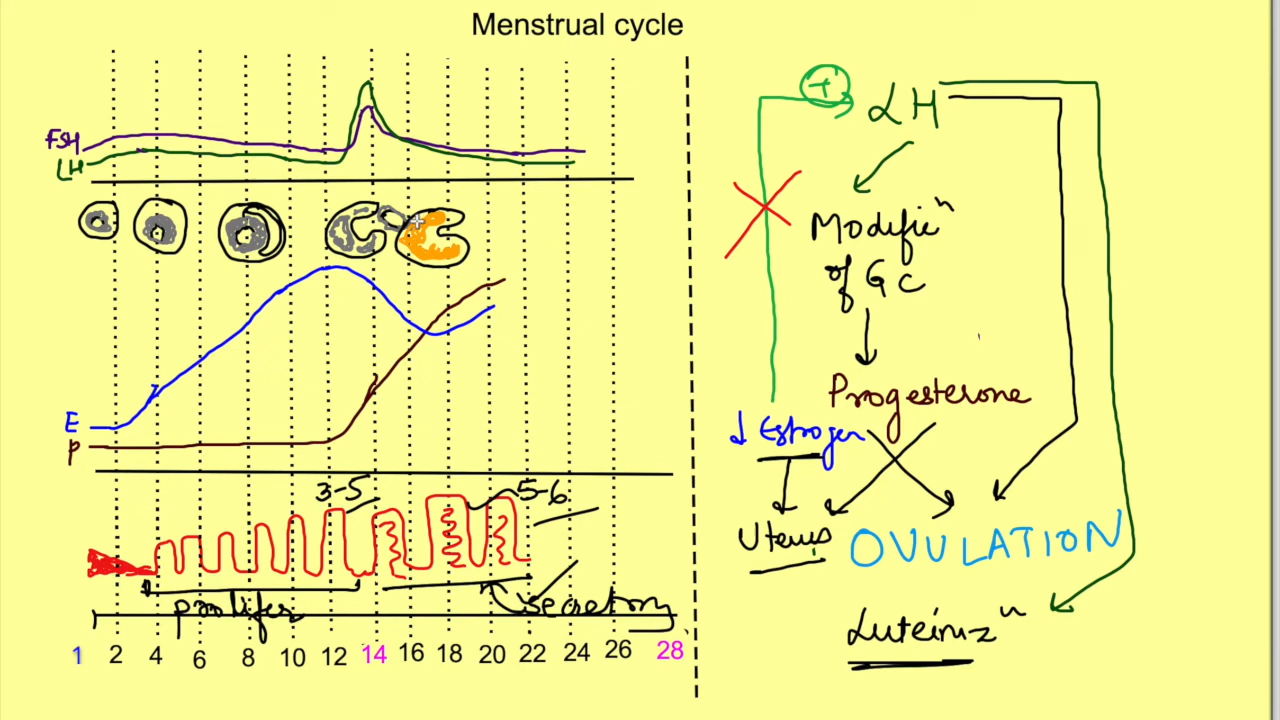 Menstrual cycle
FSH
LH
E
P
3-5
5-6
prolifer
secretory
1 2 4 6 8 10 12 14 16 18 20 22 24 26 28
+
LH
Modificⁿ
of GC
Progesterone
↓ Estrogen
Uterus
OVULATION
Luteinizⁿ